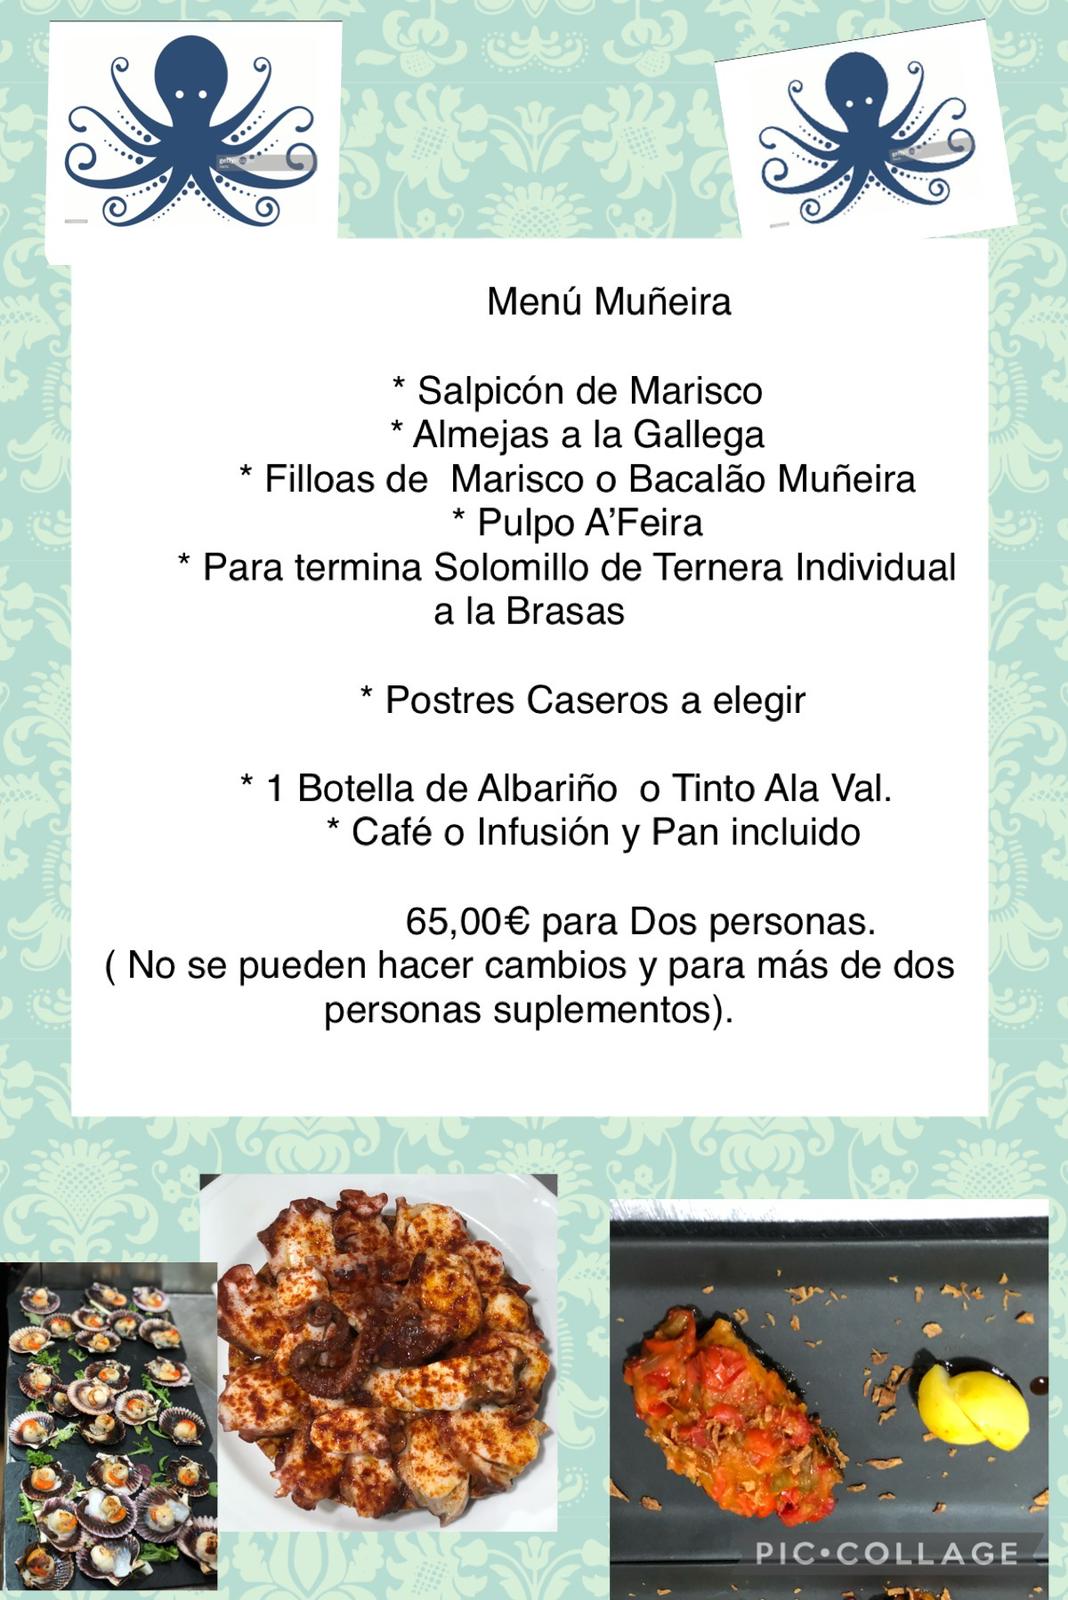 gettyimages
gettyimages
Menú Muñeira
* Salpicón de Marisco
* Almejas a la Gallega
* Filloas de  Marisco o Bacalão Muñeira
* Pulpo A’Feira
* Para termina Solomillo de Ternera Individual
a la Brasas
* Postres Caseros a elegir
* 1 Botella de Albariño  o Tinto Ala Val.
* Café o Infusión y Pan incluido
65,00€ para Dos personas.
( No se pueden hacer cambios y para más de dos
personas suplementos).
PIC•COLLAGE